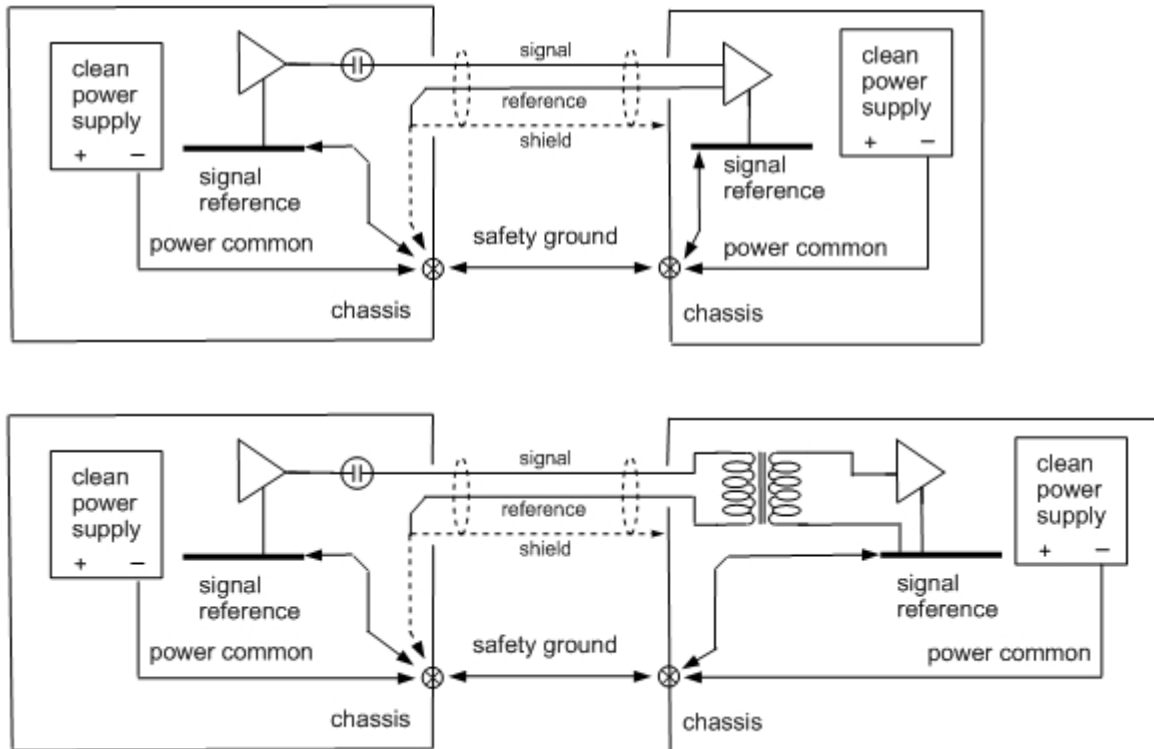 clean
power
supply
+ −
signal
reference
power common
signal
reference
shield
safety ground
chassis
clean
power
supply
signal
reference
power common
chassis
clean
power
supply
+ −
signal
reference
power common
signal
reference
shield
safety ground
chassis
clean
power
supply
+ −
signal
reference
power common
chassis